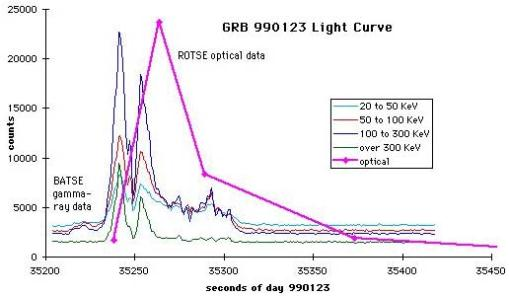 GRB 990123 Light Curve
ROTSE optical data
BATSE
gamma-
ray data
20 to 50 KeV
50 to 100 KeV
100 to 300 KeV
over 300 KeV
optical
counts
25000
20000
15000
10000
5000
0
35200
35250
35300
35350
35400
35450
seconds of day 990123